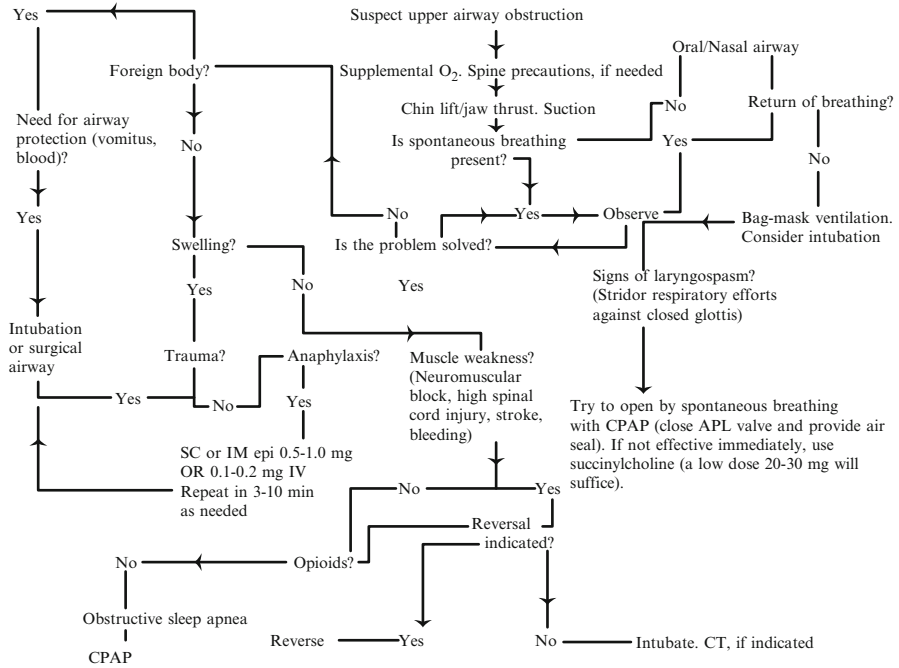 Yes
Suspect upper airway obstruction
Oral/Nasal airway
Foreign body?
Supplemental O₂. Spine precautions, if needed
Chin lift/jaw thrust. Suction
No
Return of breathing?
Need for airway
protection (vomitus,
blood)?
No
Is spontaneous breathing
present?
Yes
No
Yes
No
Yes
Observe
Bag-mask ventilation.
Consider intubation
Swelling?
Is the problem solved?
Yes
No
Yes
Signs of laryngospasm?
(Stridor respiratory efforts
against closed glottis)
Intubation
or surgical
airway
Trauma?
Anaphylaxis?
Muscle weakness?
(Neuromuscular
block, high spinal
cord injury, stroke,
bleeding)
Yes
No
Yes
Try to open by spontaneous breathing
with CPAP (close APL valve and provide air
seal). If not effective immediately, use
succinylcholine (a low dose 20-30 mg will
suffice).
SC or IM epi 0.5-1.0 mg
OR 0.1-0.2 mg IV
Repeat in 3-10 min
as needed
No
Yes
Reversal
indicated?
No
Opioids?
Obstructive sleep apnea
CPAP
Reverse
Yes
No
Intubate. CT, if indicated